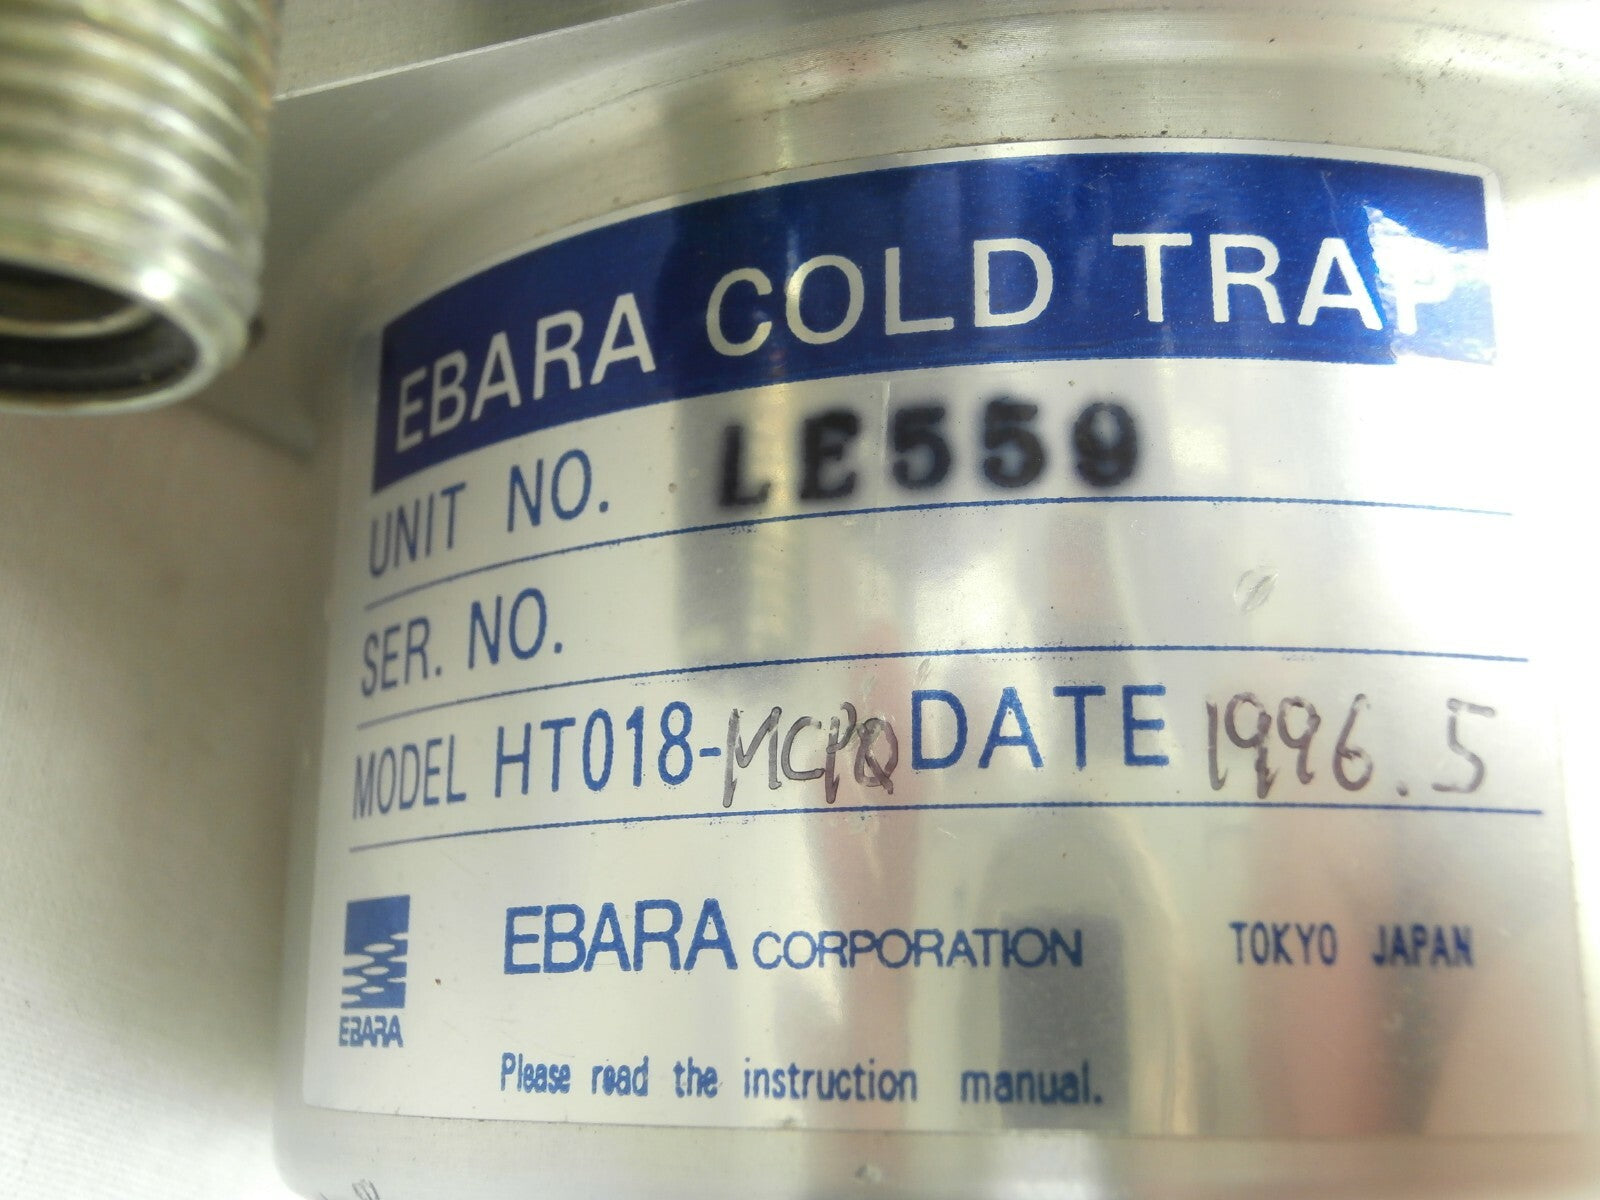 EBARA COLD TRAP
UNIT NO. LE559
SER. NO.
MODEL HT018-MCPQ DATE 1996.5
EBARA CORPORATION TOKYO JAPAN
EBARA
Please read the instruction manual.